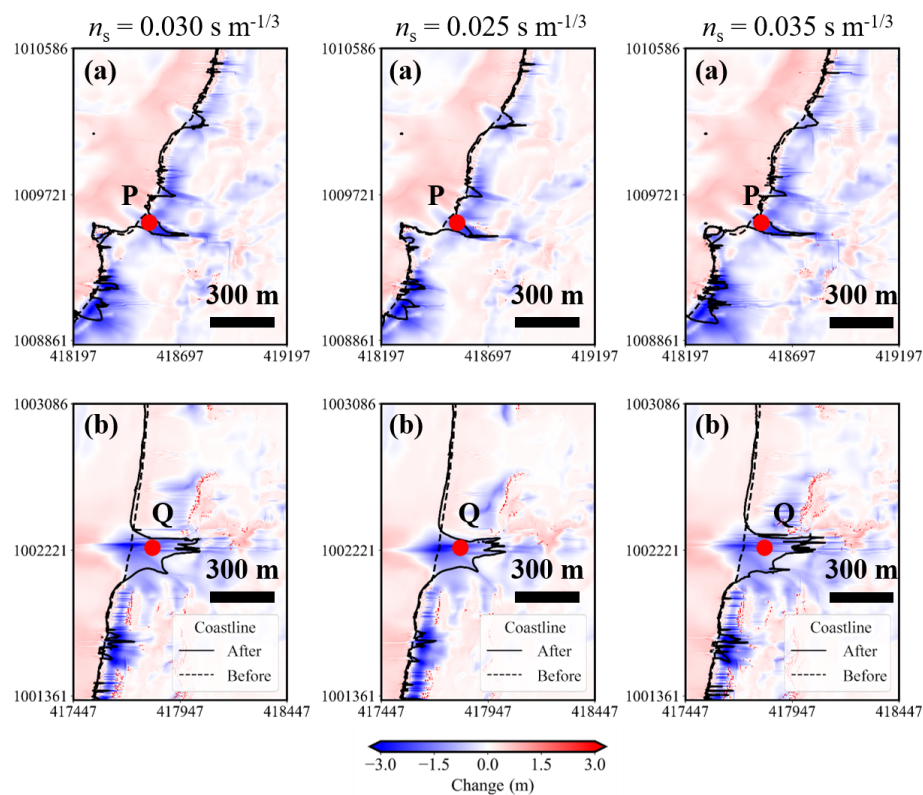 nₛ = 0.030 s m⁻¹/³ nₛ = 0.025 s m⁻¹/³ nₛ = 0.035 s m⁻¹/³
1010586 1010586 1010586
(a) (a) (a)
1009721 1009721 1009721
P P P
300 m 300 m 300 m
1008861 1008861 1008861
418197 418697 419197 418197 418697 419197 418197 418697 419197
1003086 1003086 1003086
(b) (b) (b)
Q Q Q
1002221 1002221 1002221
300 m 300 m 300 m
Coastline Coastline Coastline
After After After
Before Before Before
1001361 1001361 1001361
417447 417947 418447 417447 417947 418447 417447 417947 418447
−3.0 −1.5 0.0 1.5 3.0
Change (m)